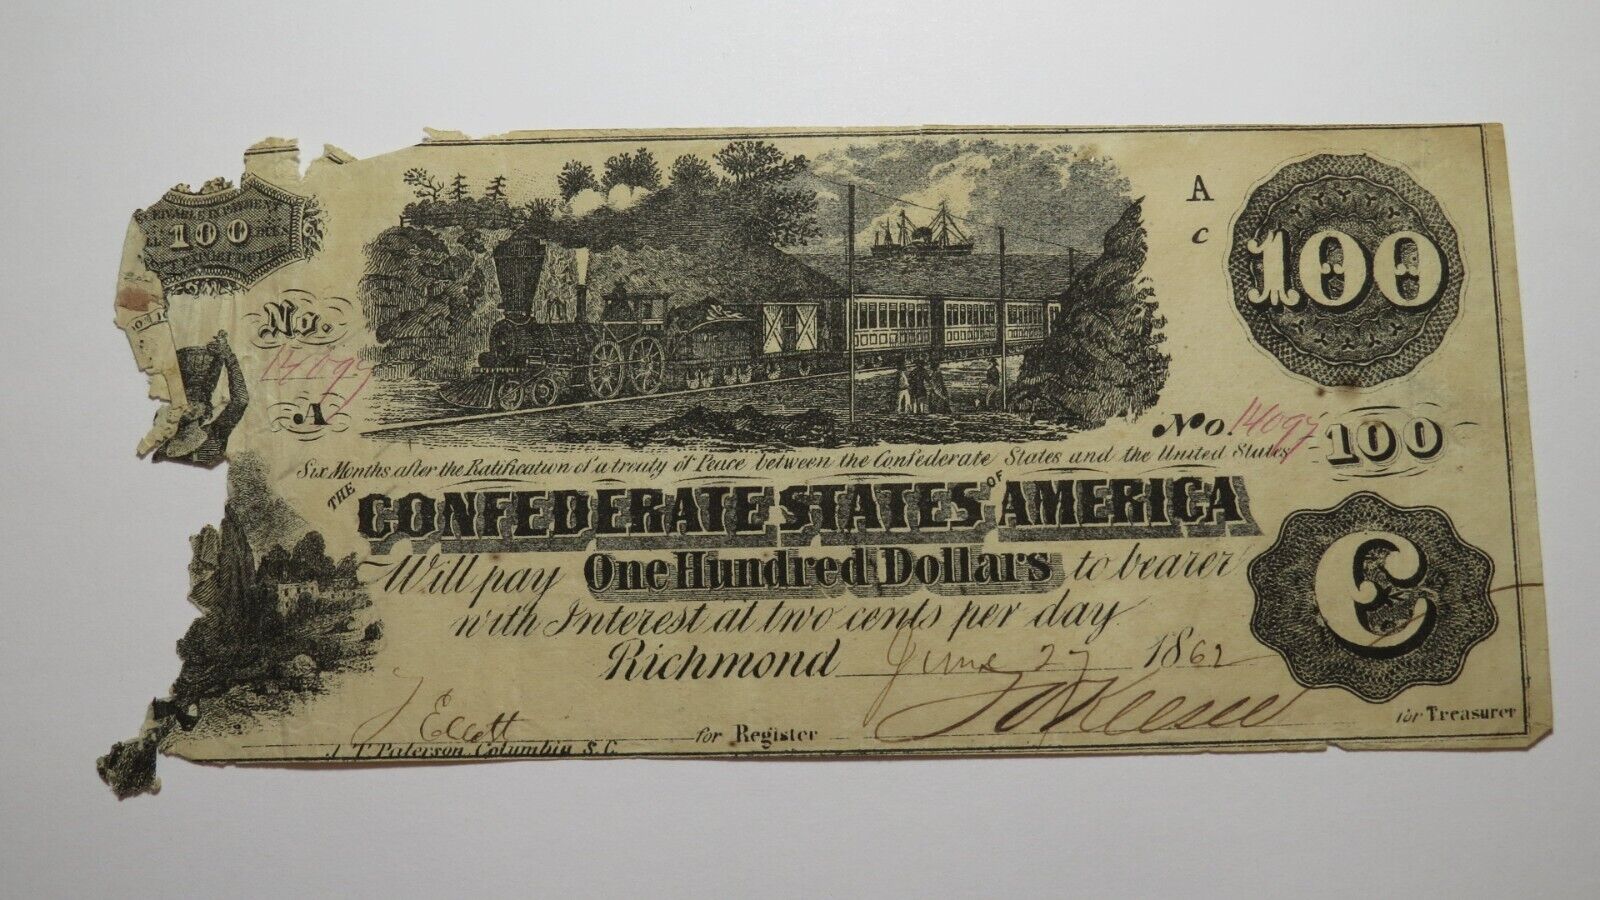 A
c
100
100
No.
A
No. 14097
14097
100
Six Months after the Ratification of a treaty of Peace between the Confederate States and the United States
THE CONFEDERATE STATES OF AMERICA
Will pay One Hundred Dollars to bearer
with Interest at two cents per day
Richmond June 27 1862
C
for Register
for Treasurer
J. T. Paterson, Columbia S. C.